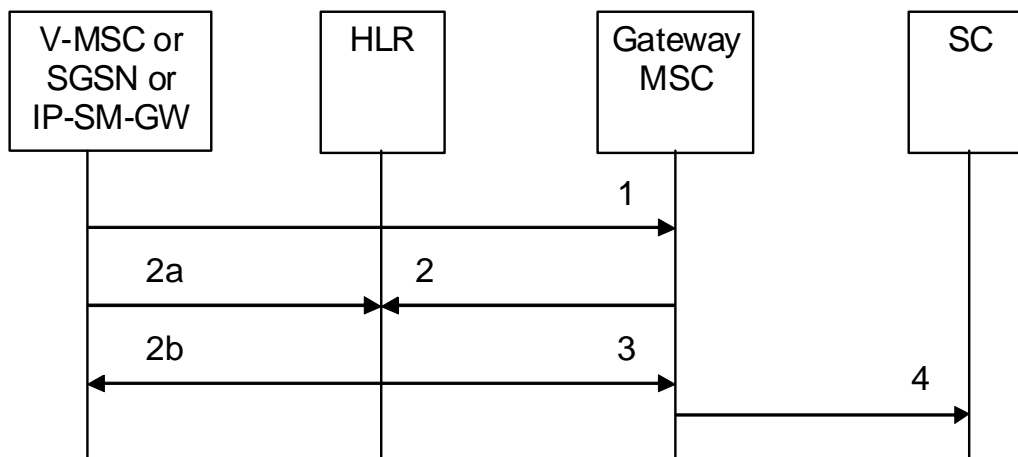 V-MSC or
SGSN or
IP-SM-GW
HLR
Gateway
MSC
SC
1
2a
2
2b
3
4